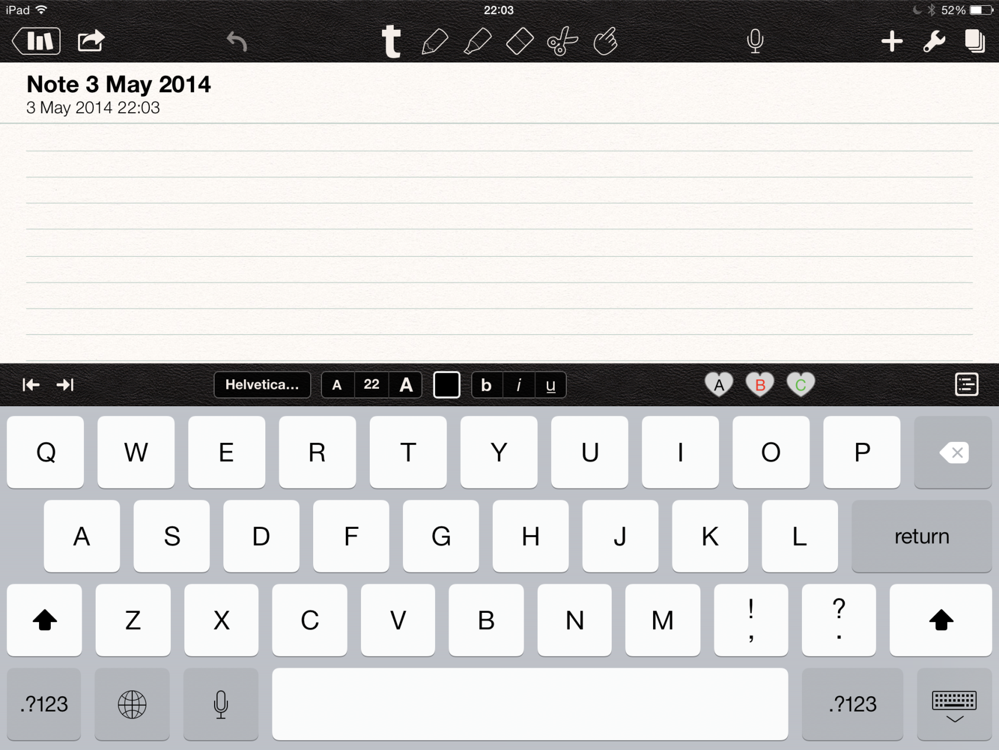 iPad 22:03 52%
t
Note 3 May 2014
3 May 2014 22:03
Helvetica... A 22 A b i u A B C
Q W E R T Y U I O P
A S D F G H J K L return
Z X C V B N M ! ?
, .
.?123 .?123